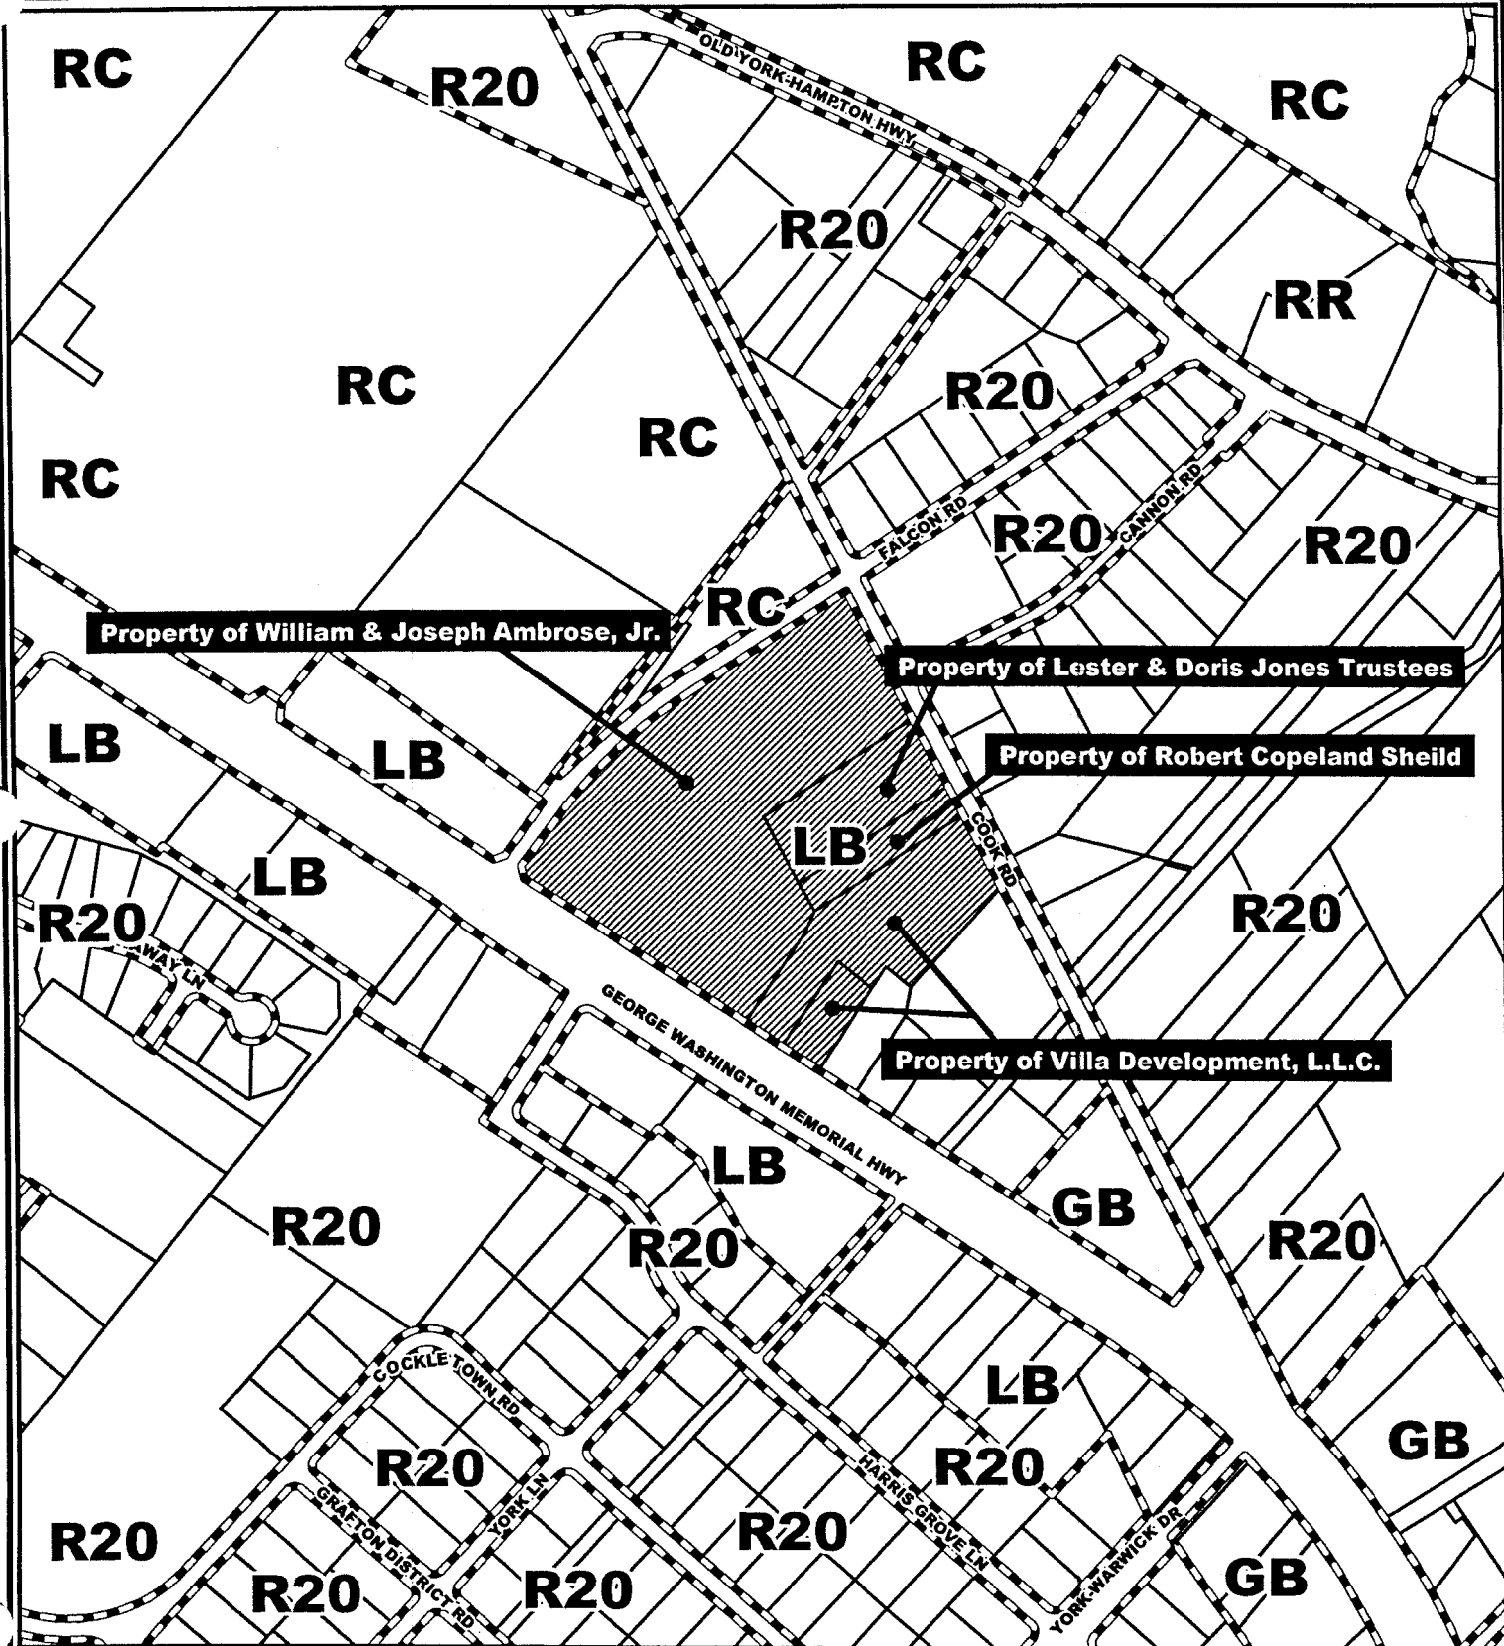 RC
R20
OLD YORK-HAMPTON HWY
RC
RC
R20
RR
RC
R20
RC
RC
FALCON RD
R20
CANNON RD
R20
RC
Property of William & Joseph Ambrose, Jr.
Property of Lester & Doris Jones Trustees
LB
LB
Property of Robert Copeland Sheild
LB
COOK RD
LB
R20
AWAY LN
R20
GEORGE WASHINGTON MEMORIAL HWY
Property of Villa Development, L.L.C.
LB
GB
R20
R20
R20
COCKLETOWN RD
LB
GB
R20
R20
HARRIS GROVE LN
YORK LN
GRAFTON DISTRICT RD
R20
R20
YORK-WARWICK DR
GB
R20
R20